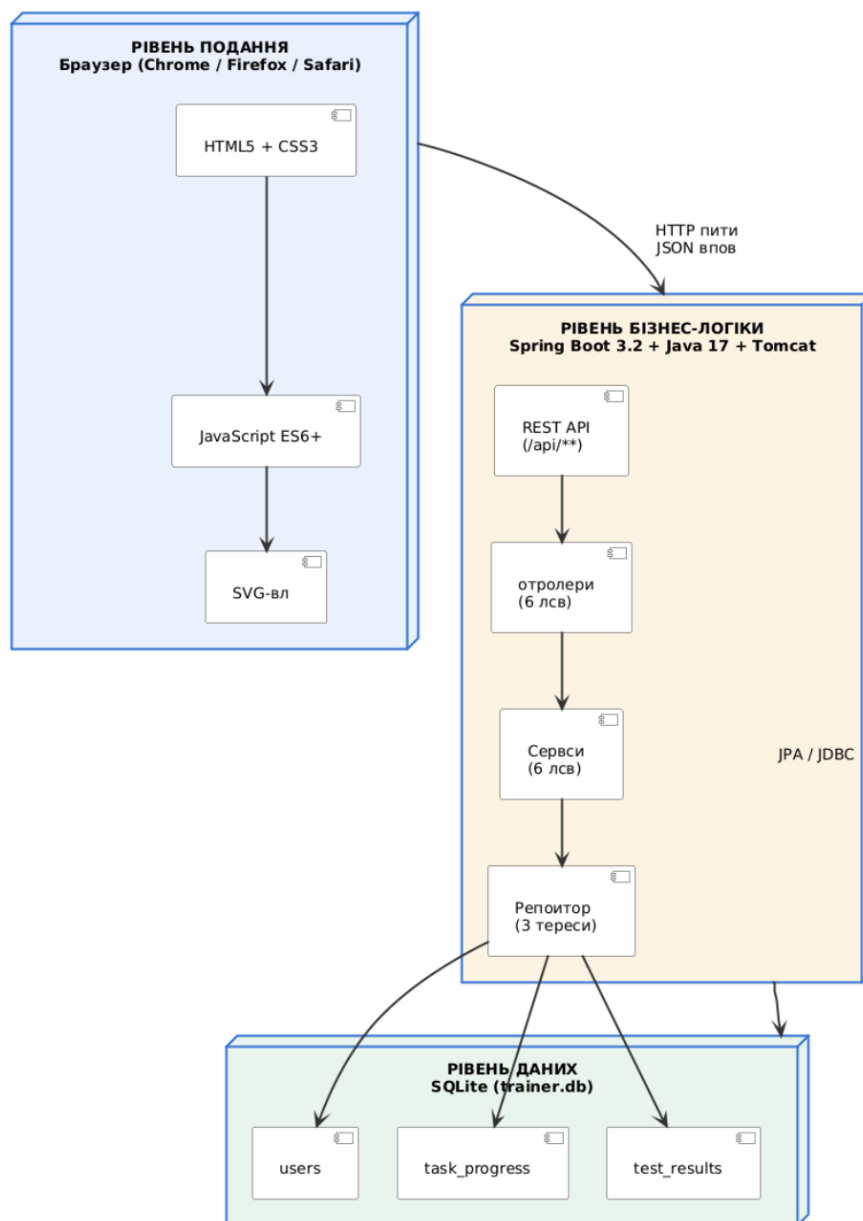 РІВЕНЬ ПОДАННЯ
Браузер (Chrome / Firefox / Safari)
HTML5 + CSS3
JavaScript ES6+
SVG-вл
HTTP пити
JSON впов
РІВЕНЬ БІЗНЕС-ЛОГІКИ
Spring Boot 3.2 + Java 17 + Tomcat
REST API
(/api/**)
отролери
(6 лсв)
Сервси
(6 лсв)
JPA / JDBC
Репоитор
(3 тереси)
РІВЕНЬ ДАНИХ
SQLite (trainer.db)
users
task_progress
test_results